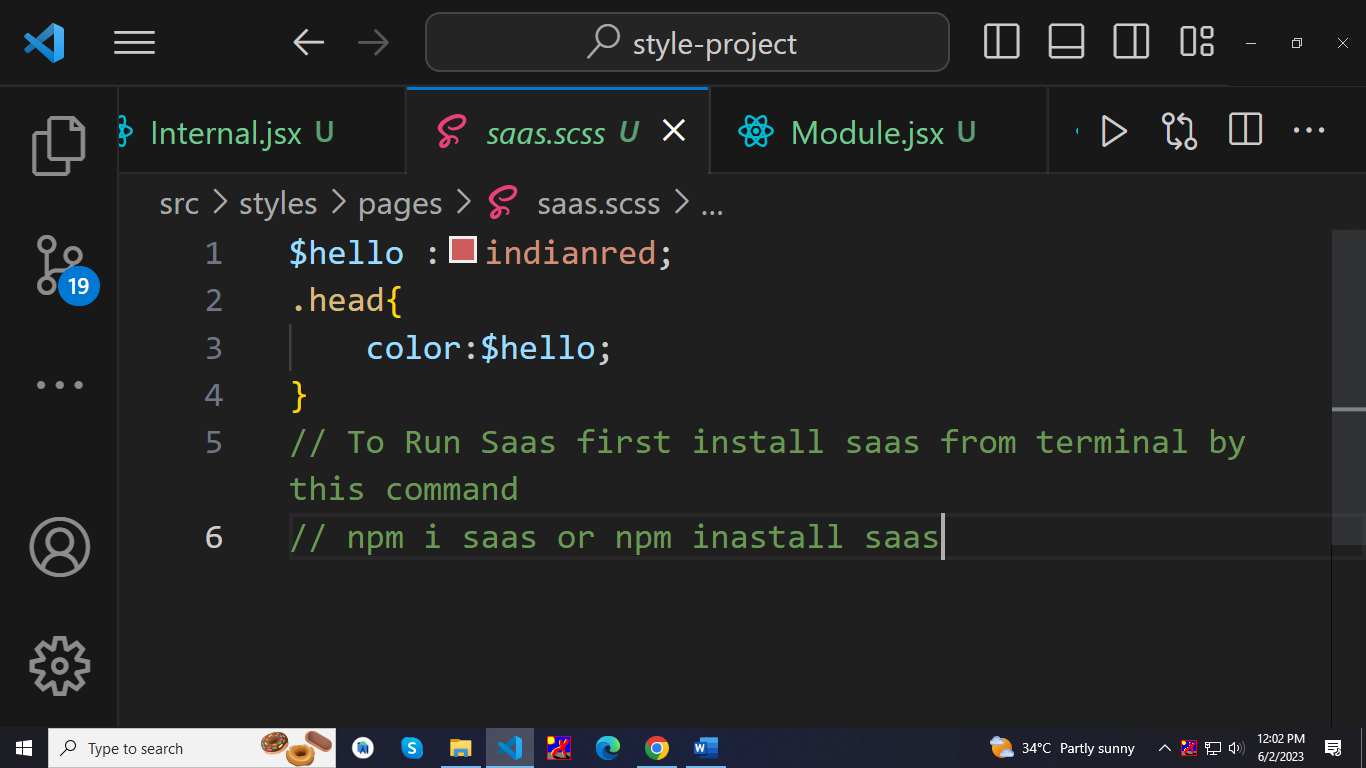 style-project
Internal.jsx U
saas.scss U
Module.jsx U
src > styles > pages > saas.scss > ...
1 $hello : indianred;
2 .head{
3 color:$hello;
4 }
5 // To Run Saas first install saas from terminal by
this command
6 // npm i saas or npm inastall saas
19
Type to search
34°C Partly sunny
12:02 PM
6/2/2023